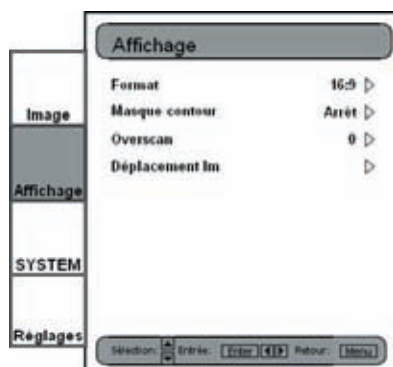 Affichage
Format 16:9
Masque contour Arrêt
Overscan 0
Déplacement Im
Image
Affichage
SYSTEM
Réglages
Sélection: Entrée: Enter Retour: Menu